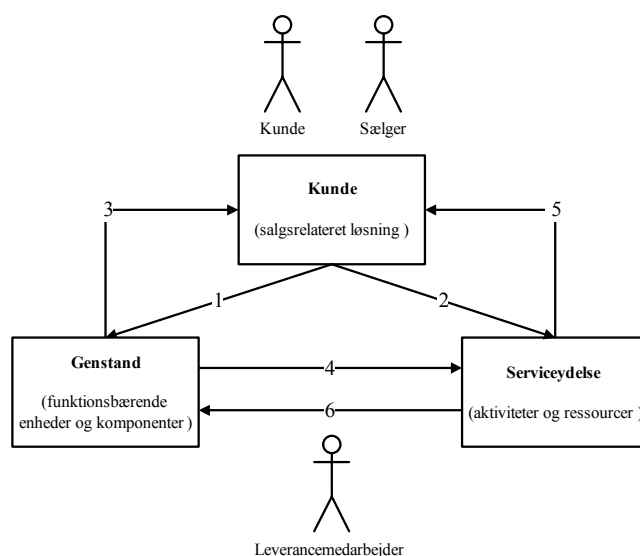 Kunde
Sælger
Kunde
(salgsrelateret løsning )
3
5
1
2
Genstand
(funktionsbærende
enheder og komponenter )
4
6
Serviceydelse
(aktiviteter og ressourcer)
Leverancemedarbejder